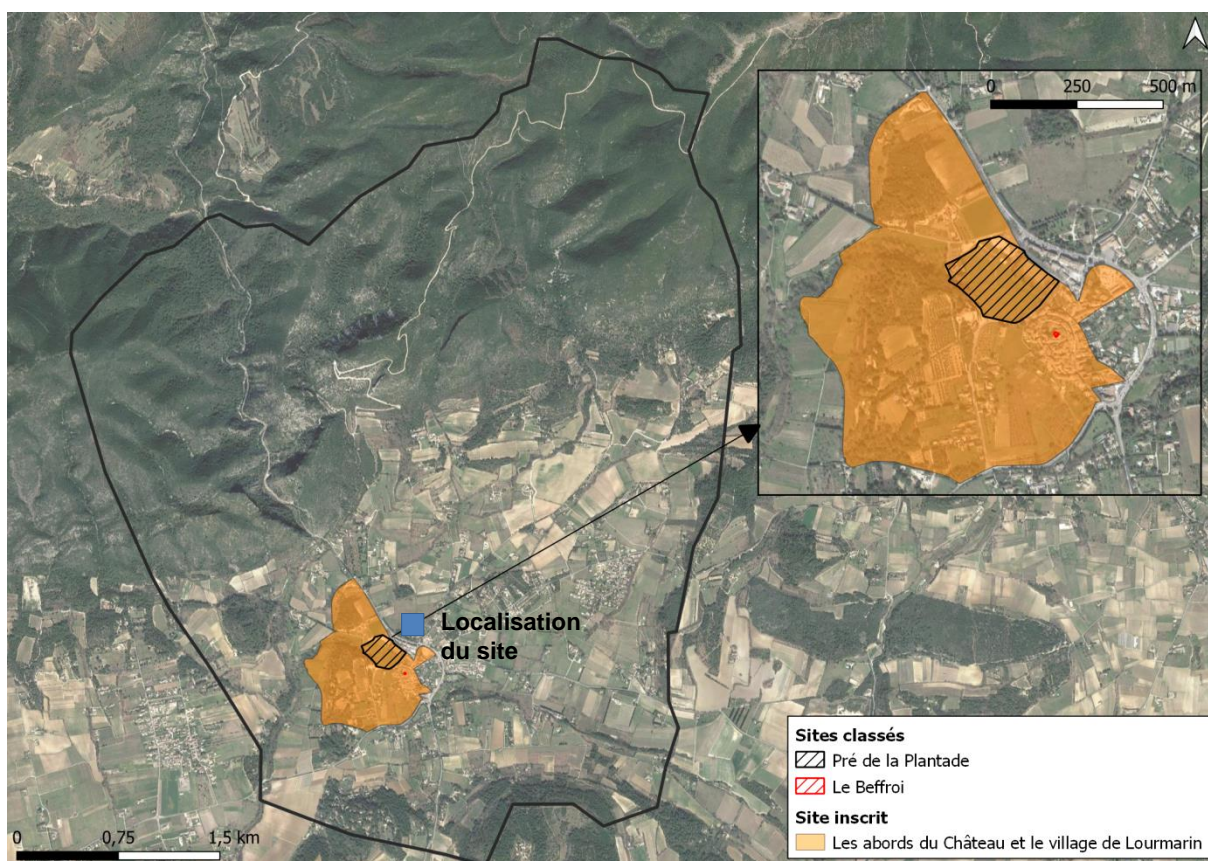 0 250 500 m
Localisation
du site
Sites classés
Pré de la Plantade
Le Beffroi
Site inscrit
Les abords du Château et le village de Lourmarin
0 0,75 1,5 km